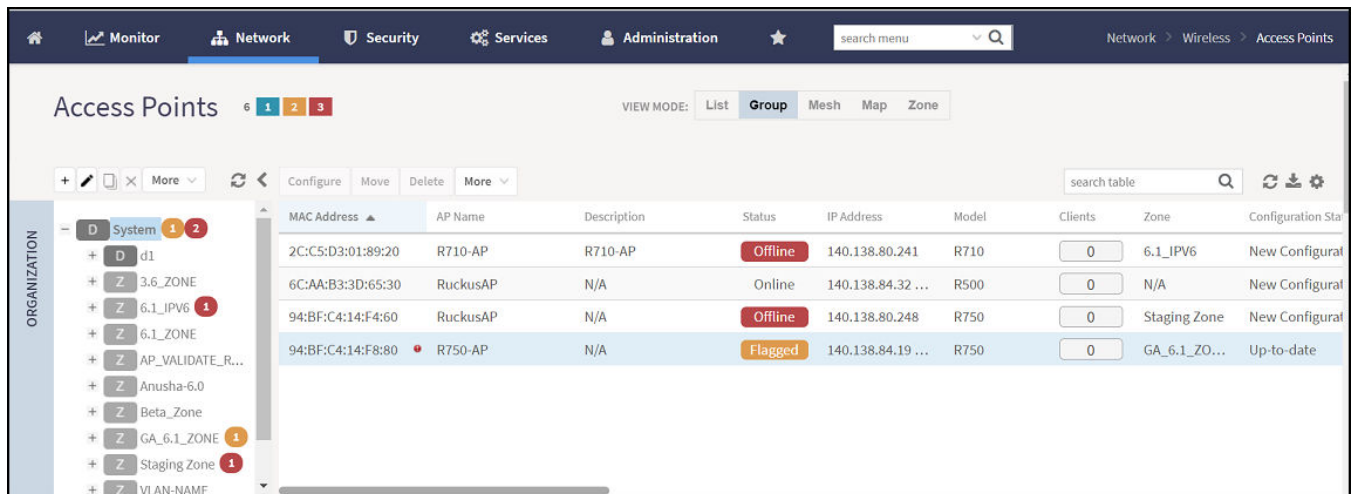 Monitor Network Security Services Administration search menu Network > Wireless > Access Points
Access Points 6 1 2 3 VIEW MODE: List Group Mesh Map Zone
More Configure Move Delete More search table
ORGANIZATION
D System 1 2
D d1
Z 3.6_ZONE
Z 6.1_IPV6 1
Z 6.1_ZONE
Z AP_VALIDATE_R...
Z Anusha-6.0
Z Beta_Zone
Z GA_6.1_ZONE 1
Z Staging Zone 1
Z VLAN-NAME
MAC Address AP Name Description Status IP Address Model Clients Zone Configuration Sta
2C:C5:D3:01:89:20 R710-AP R710-AP Offline 140.138.80.241 R710 0 6.1_IPV6 New Configurat
6C:AA:B3:3D:65:30 RuckusAP N/A Online 140.138.84.32 ... R500 0 N/A New Configurat
94:BF:C4:14:F4:60 RuckusAP N/A Offline 140.138.80.248 R750 0 Staging Zone New Configurat
94:BF:C4:14:F8:80 R750-AP N/A Flagged 140.138.84.19 ... R750 0 GA_6.1_ZO... Up-to-date